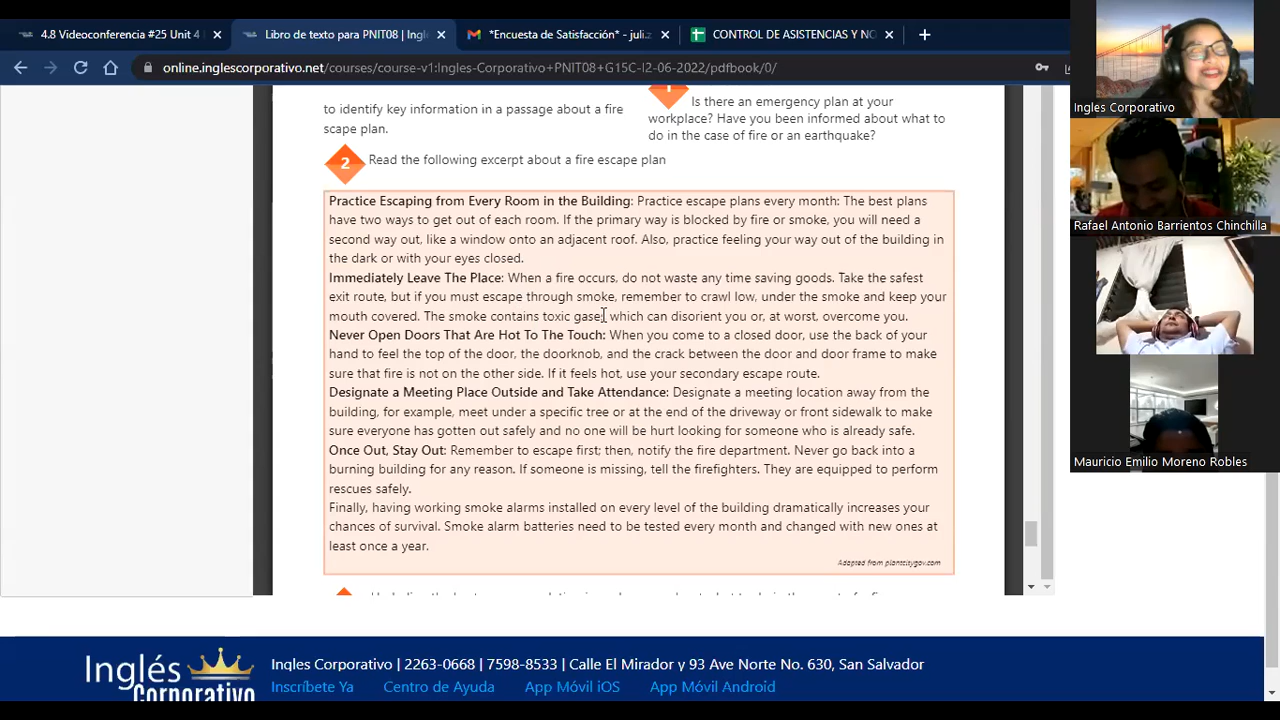 4.8 Videoconferencia #25 Unit 4
Libro de texto para PNIT08 | Ingl
*Encuesta de Satisfacción* - juli.z
CONTROL DE ASISTENCIAS Y NO
online.inglescorporativo.net/courses/course-v1:Ingles-Corporativo+PNIT08+G15C-I2-06-2022/pdfbook/0/
to identify key information in a passage about a fire
scape plan.
Is there an emergency plan at your
workplace? Have you been informed about what to
do in the case of fire or an earthquake?
2 Read the following excerpt about a fire escape plan
Practice Escaping from Every Room in the Building: Practice escape plans every month: The best plans
have two ways to get out of each room. If the primary way is blocked by fire or smoke, you will need a
second way out, like a window onto an adjacent roof. Also, practice feeling your way out of the building in
the dark or with your eyes closed.
Immediately Leave The Place: When a fire occurs, do not waste any time saving goods. Take the safest
exit route, but if you must escape through smoke, remember to crawl low, under the smoke and keep your
mouth covered. The smoke contains toxic gases, which can disorient you or, at worst, overcome you.
Never Open Doors That Are Hot To The Touch: When you come to a closed door, use the back of your
hand to feel the top of the door, the doorknob, and the crack between the door and door frame to make
sure that fire is not on the other side. If it feels hot, use your secondary escape route.
Designate a Meeting Place Outside and Take Attendance: Designate a meeting location away from the
building, for example, meet under a specific tree or at the end of the driveway or front sidewalk to make
sure everyone has gotten out safely and no one will be hurt looking for someone who is already safe.
Once Out, Stay Out: Remember to escape first; then, notify the fire department. Never go back into a
burning building for any reason. If someone is missing, tell the firefighters. They are equipped to perform
rescues safely.
Finally, having working smoke alarms installed on every level of the building dramatically increases your
chances of survival. Smoke alarm batteries need to be tested every month and changed with new ones at
least once a year.
Ingles Corporativo
Rafael Antonio Barrientos Chinchilla
Mauricio Emilio Moreno Robles
Inglés
Corporativo
Ingles Corporativo | 2263-0668 | 7598-8533 | Calle El Mirador y 93 Ave Norte No. 630, San Salvador
Inscríbete Ya Centro de Ayuda App Móvil iOS App Móvil Android